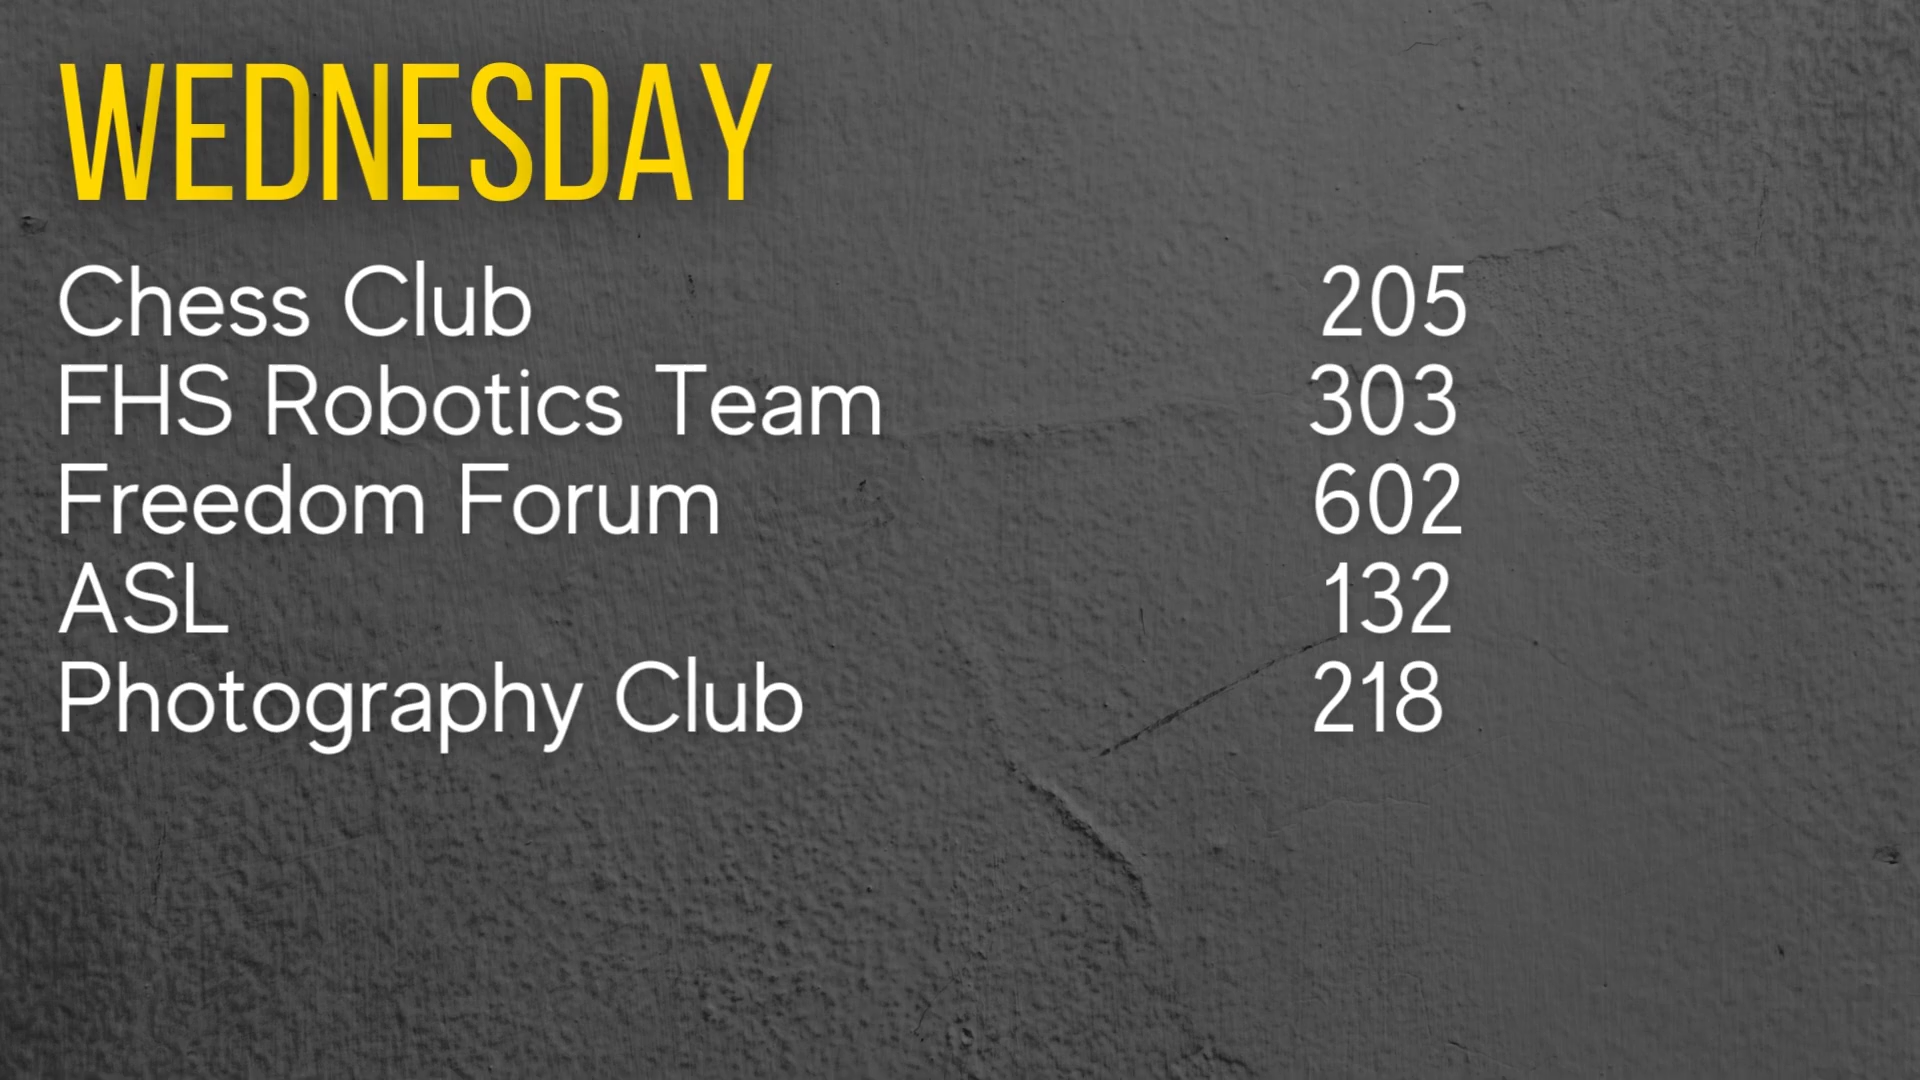 WEDNESDAY
Chess Club 205
FHS Robotics Team 303
Freedom Forum 602
ASL 132
Photography Club 218